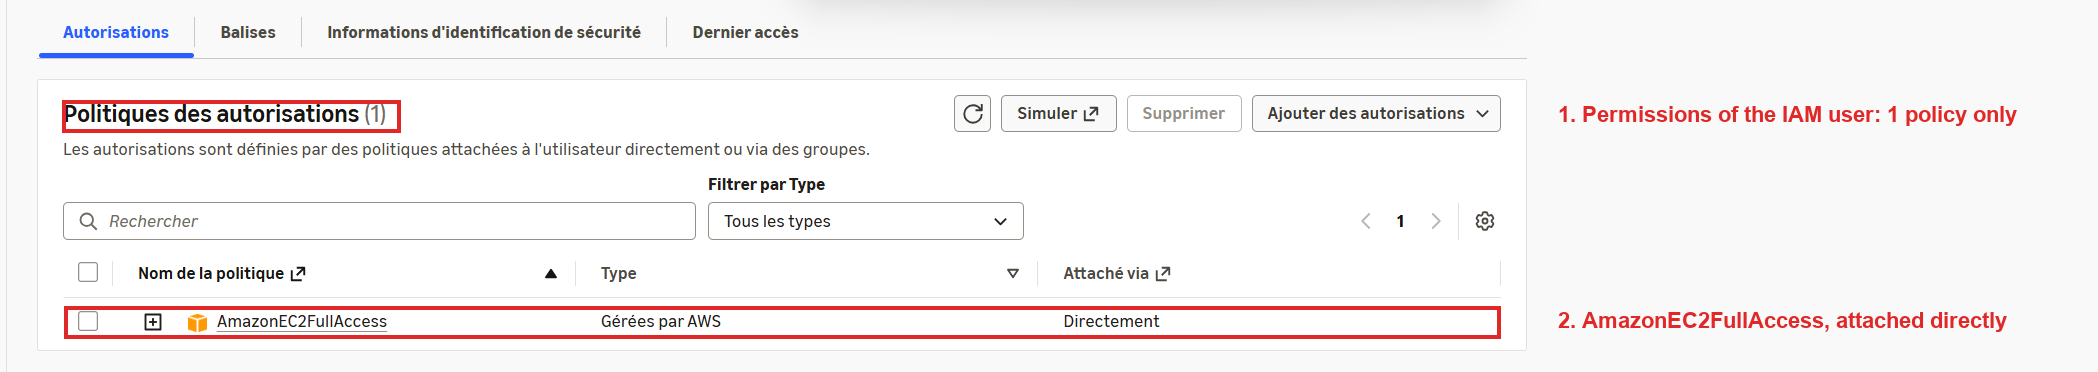 Autorisations
Balises
Informations d'identification de sécurité
Dernier accès
Politiques des autorisations (1)
Simuler
Supprimer
Ajouter des autorisations
1. Permissions of the IAM user: 1 policy only
Les autorisations sont définies par des politiques attachées à l'utilisateur directement ou via des groupes.
Filtrer par Type
Rechercher
Tous les types
1
Nom de la politique
Type
Attaché via
AmazonEC2FullAccess
Gérées par AWS
Directement
2. AmazonEC2FullAccess, attached directly